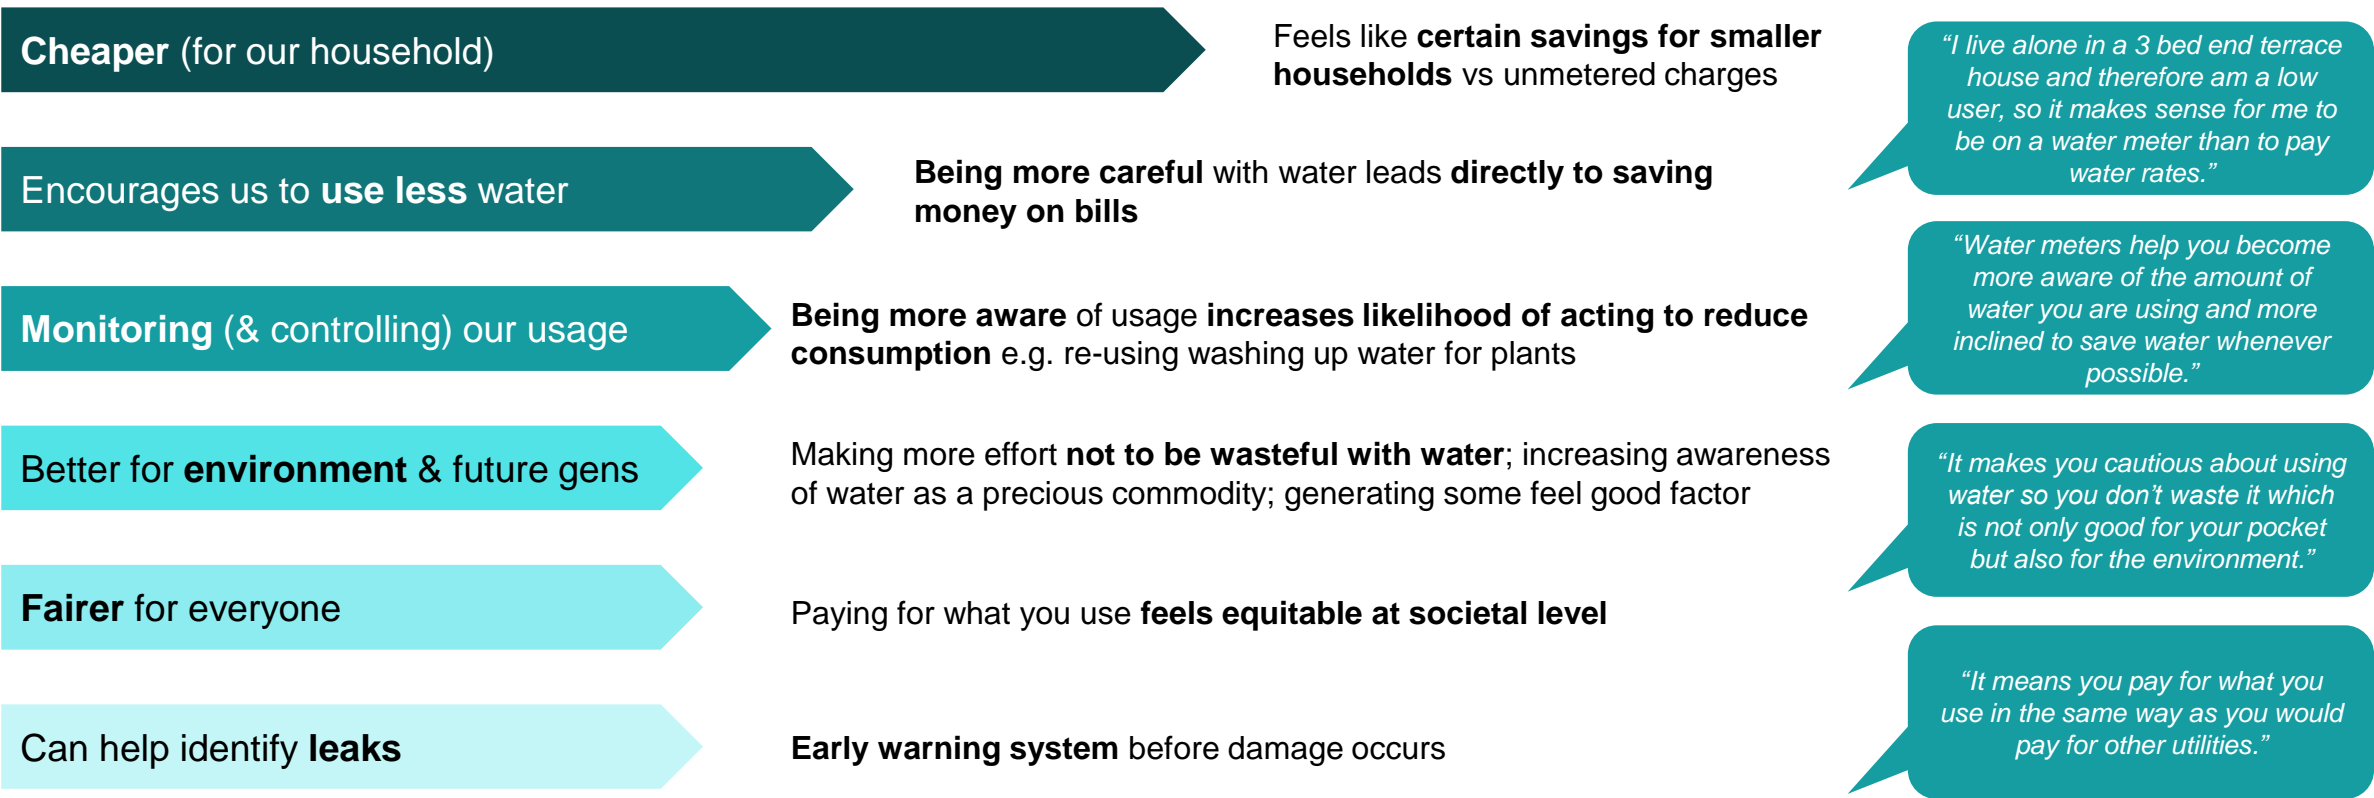 Cheaper (for our household)
Feels like certain savings for smaller
households vs unmetered charges
Encourages us to use less water
Being more careful with water leads directly to saving
money on bills
Monitoring (& controlling) our usage
Being more aware of usage increases likelihood of acting to reduce
consumption e.g. re-using washing up water for plants
Better for environment & future gens
Making more effort not to be wasteful with water; increasing awareness
of water as a precious commodity; generating some feel good factor
Fairer for everyone
Paying for what you use feels equitable at societal level
Can help identify leaks
Early warning system before damage occurs
“I live alone in a 3 bed end terrace
house and therefore am a low
user, so it makes sense for me to
be on a water meter than to pay
water rates.”
“Water meters help you become
more aware of the amount of
water you are using and more
inclined to save water whenever
possible.”
“It makes you cautious about using
water so you don’t waste it which
is not only good for your pocket
but also for the environment.”
“It means you pay for what you
use in the same way as you would
pay for other utilities.”